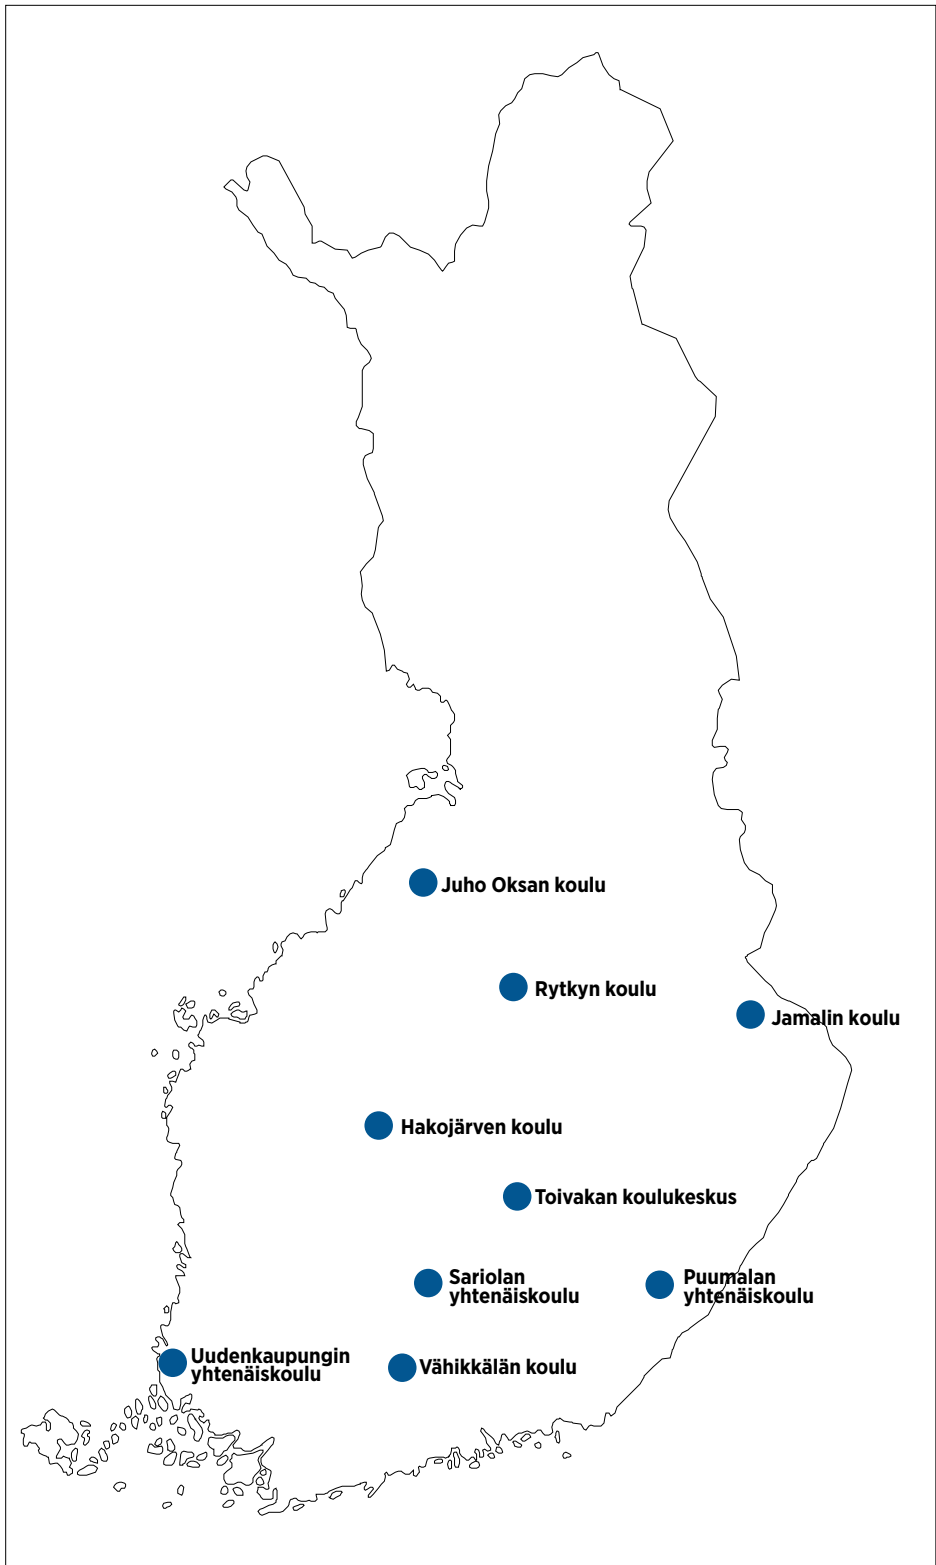 Juho Oksan koulu
Rytkyn koulu
Jamalin koulu
Hakojärven koulu
Toivakan koulukeskus
Sariolan
yhtenäiskoulu
Puumalan
yhtenäiskoulu
Uudenkaupungin
yhtenäiskoulu
Vähikkälän koulu